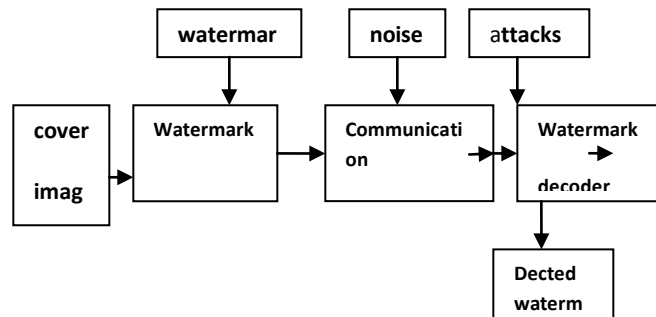 watermar
noise
attacks
cover
imag
Watermark
Communicati
on
Watermark
decoder
Dected
waterm